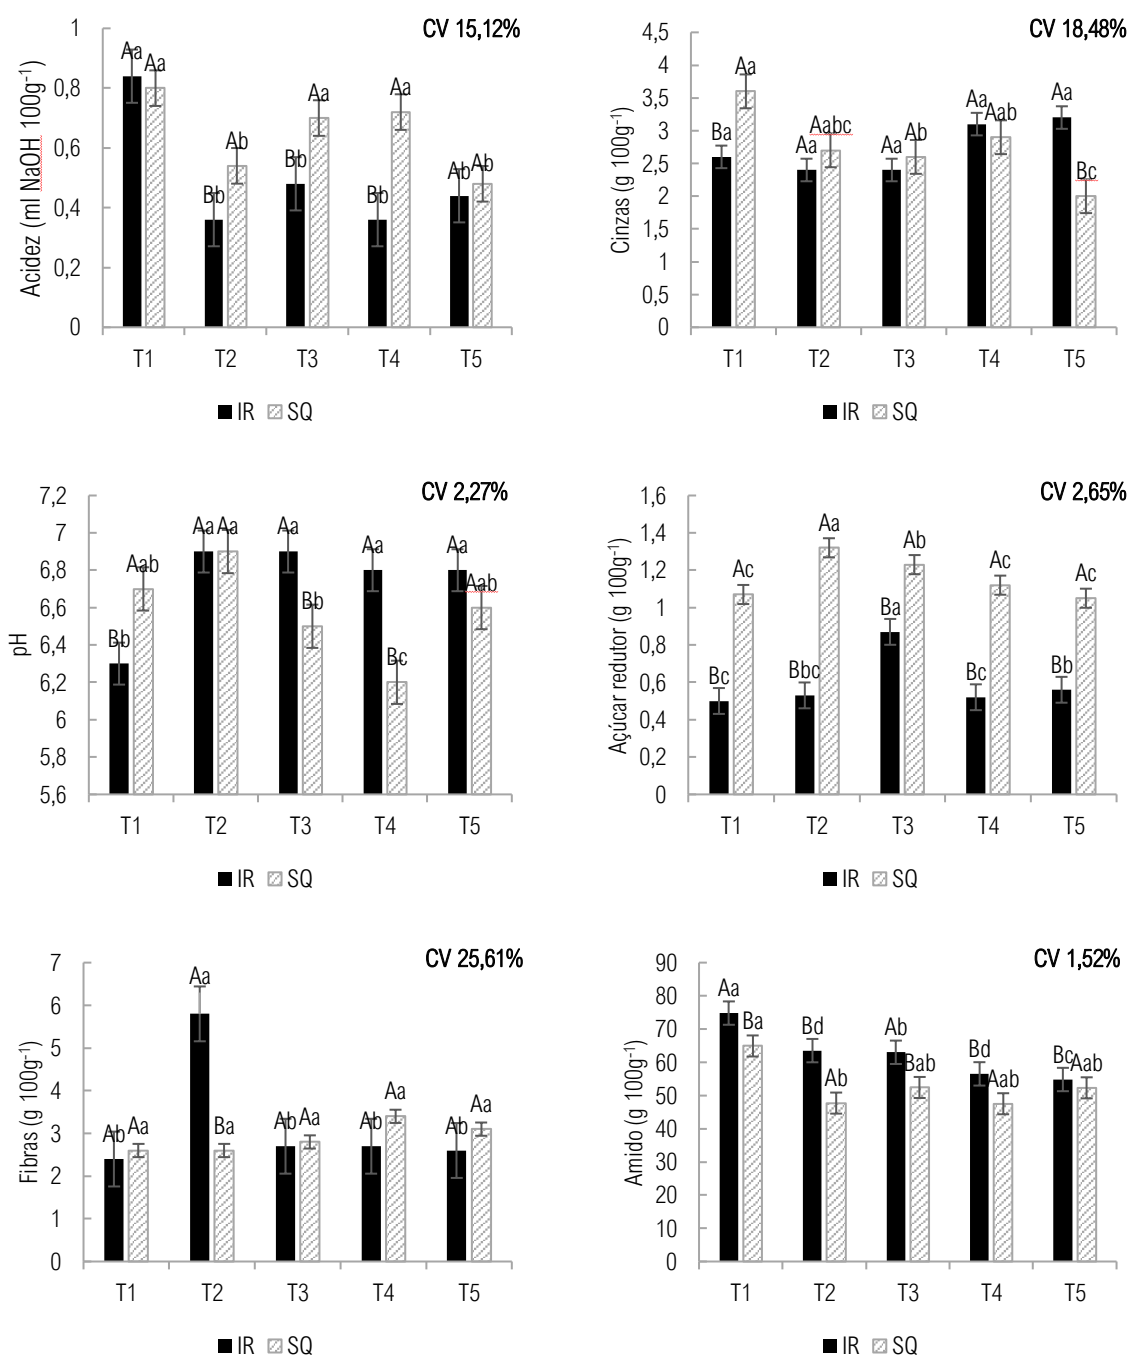 CV 15,12%
Acidez (ml NaOH 100g⁻¹)
1
0,8
0,6
0,4
0,2
0
Aa Aa
Bb Ab
Bb Aa
Bb Aa
Ab Ab
T1 T2 T3 T4 T5
IR SQ
CV 18,48%
Cinzas (g 100g⁻¹)
4,5
4
3,5
3
2,5
2
1,5
1
0,5
0
Ba Aa
Aa Aabc
Aa Ab
Aa Aab
Aa Bc
T1 T2 T3 T4 T5
IR SQ
CV 2,27%
pH
7,2
7
6,8
6,6
6,4
6,2
6
5,8
5,6
Bb Aab
Aa Aa
Aa Bb
Aa Bc
Aa Aab
T1 T2 T3 T4 T5
IR SQ
CV 2,65%
Açúcar redutor (g 100g⁻¹)
1,6
1,4
1,2
1
0,8
0,6
0,4
0,2
0
Bc Ac
Bbc Aa
Ba Ab
Bc Ac
Bb Ac
T1 T2 T3 T4 T5
IR SQ
CV 25,61%
Fibras (g 100g⁻¹)
7
6
5
4
3
2
1
0
Ab Aa
Aa Ba
Ab Aa
Ab Aa
Ab Aa
T1 T2 T3 T4 T5
IR SQ
CV 1,52%
Amido (g 100g⁻¹)
90
80
70
60
50
40
30
20
10
0
Aa Ba
Bd Ab
Ab Bab
Bd Aab
Bc Aab
T1 T2 T3 T4 T5
IR SQ